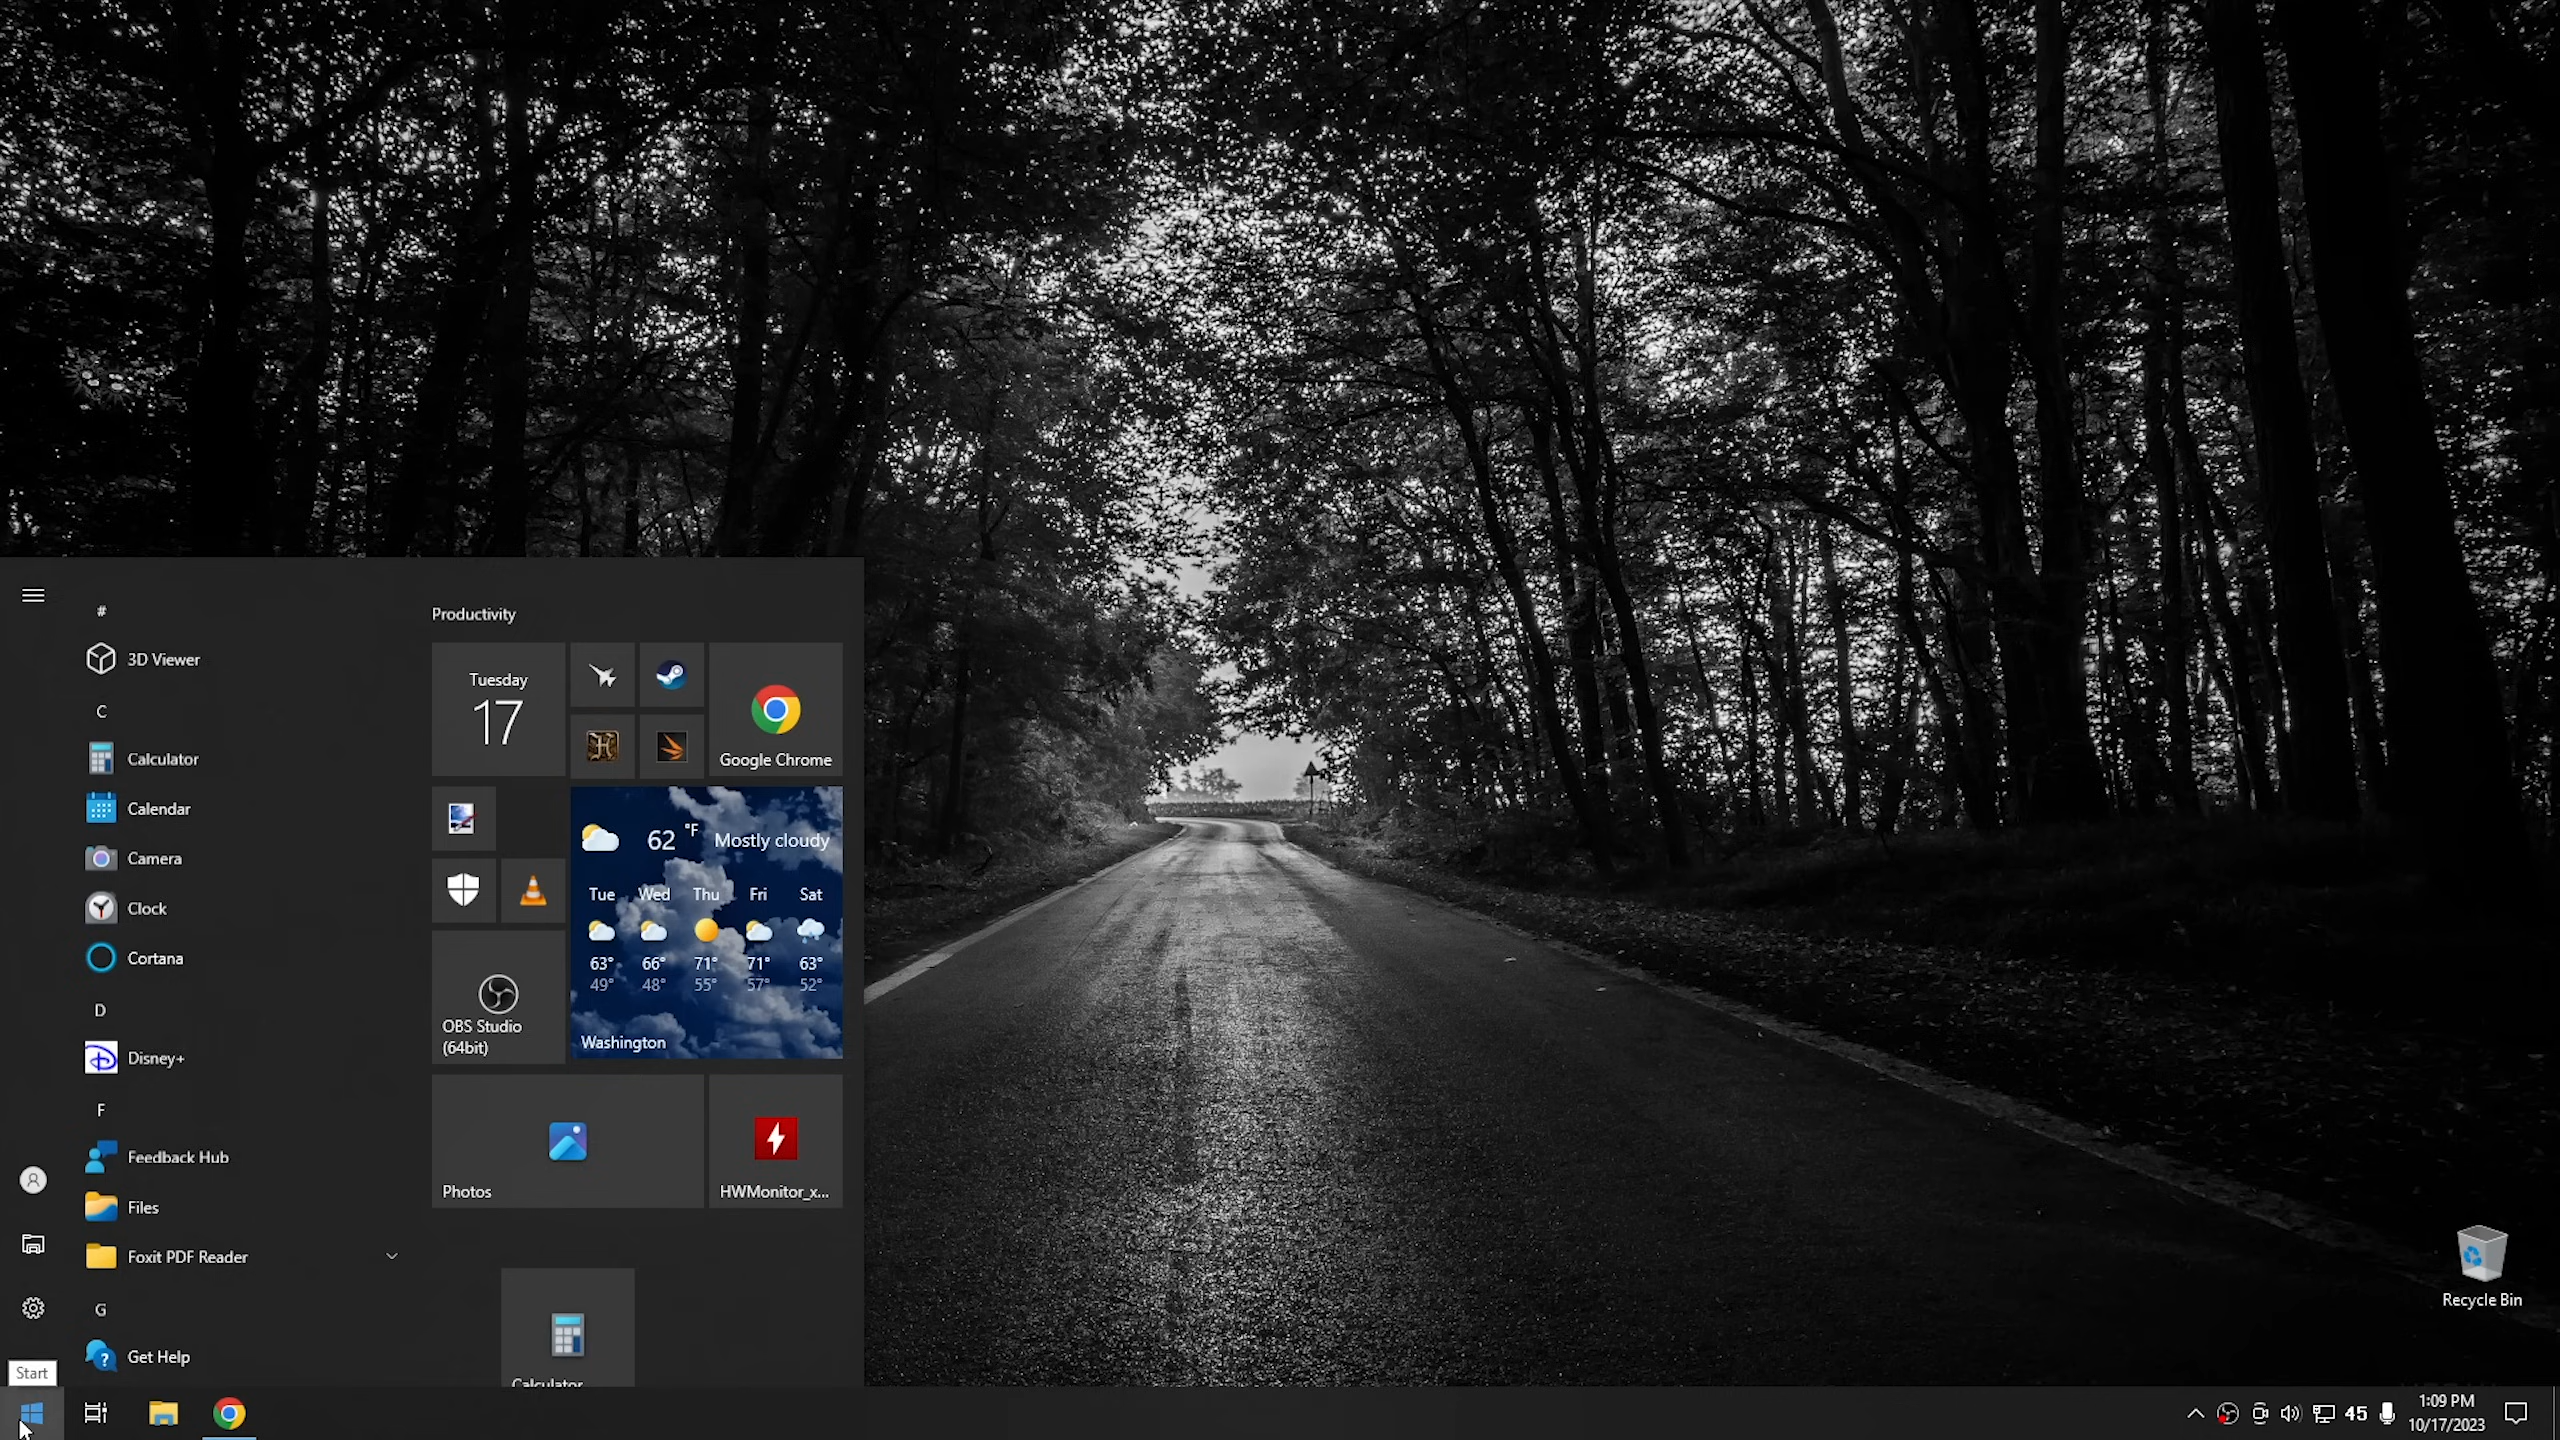 #
3D Viewer
C
Calculator
Calendar
Camera
Clock
Cortana
D
Disney+
F
Feedback Hub
Files
Foxit PDF Reader
G
Get Help
Start
Productivity
Tuesday
17
Google Chrome
62 °F Mostly cloudy
Tue Wed Thu Fri Sat
63° 66° 71° 71° 63°
49° 48° 55° 57° 52°
Washington
OBS Studio
(64bit)
Photos
HWMonitor_x...
Calculator
Recycle Bin
45
1:09 PM
10/17/2023